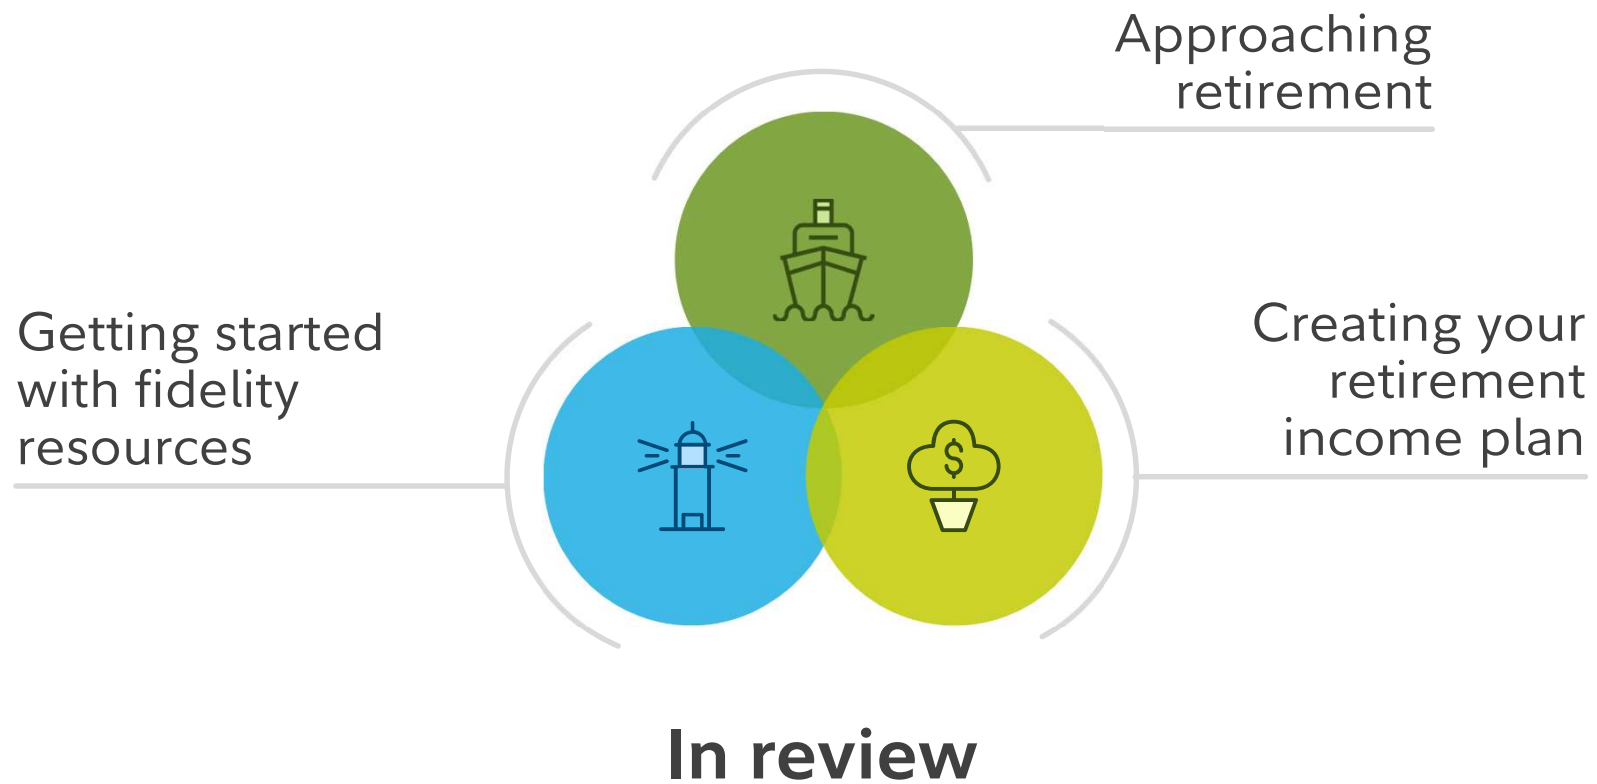 Approaching
retirement
Getting started
with fidelity
resources
Creating your
retirement
income plan
$
In review